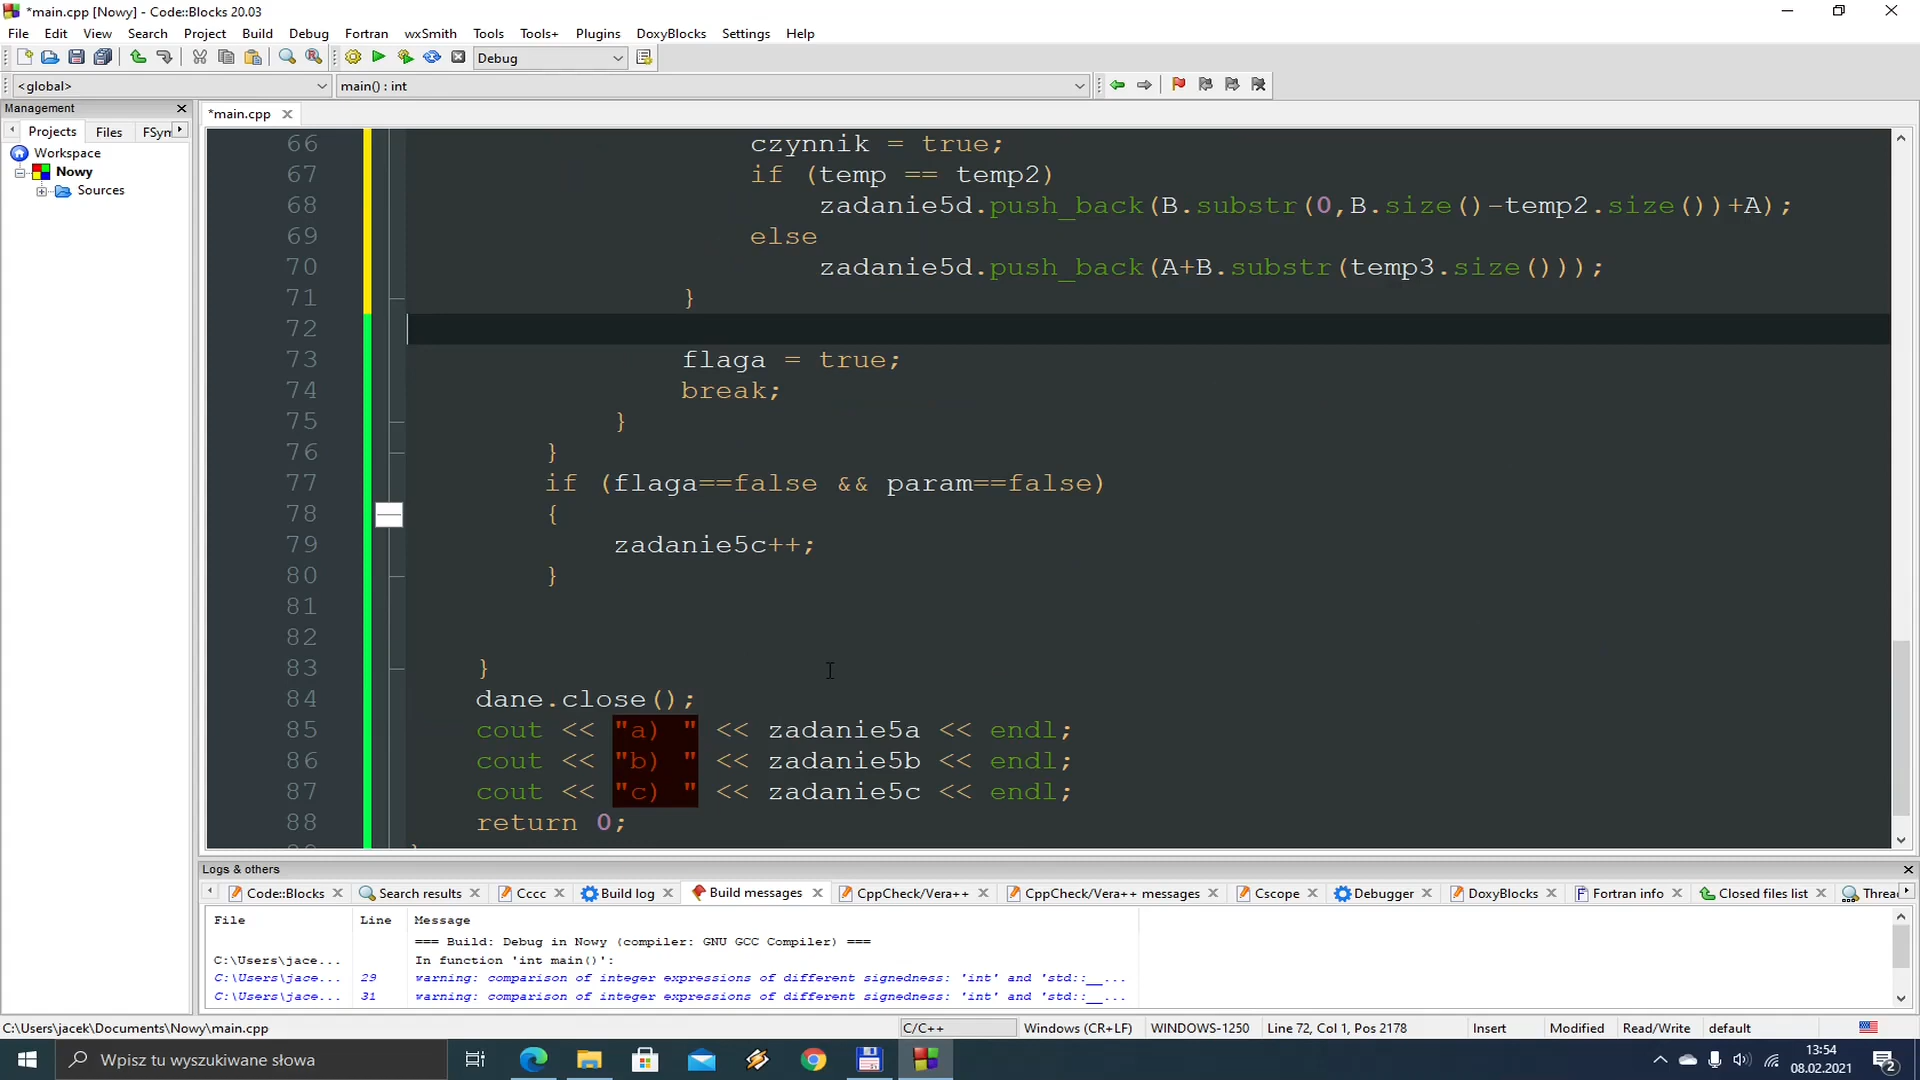 *main.cpp [Nowy] - Code::Blocks 20.03
File Edit View Search Project Build Debug Fortran wxSmith Tools Tools+ Plugins DoxyBlocks Settings Help
Debug
<global> main() : int
Management
*main.cpp
Projects Files FSyn
Workspace
Nowy
Sources
66 czynnik = true;
67 if (temp == temp2)
68 zadanie5d.push_back(B.substr(0,B.size()-temp2.size())+A);
69 else
70 zadanie5d.push_back(A+B.substr(temp3.size()));
71 }
72
73 flaga = true;
74 break;
75 }
76 }
77 if (flaga==false && param==false)
78 {
79 zadanie5c++;
80 }
81
82
83 }
84 dane.close();
85 cout << "a) " << zadanie5a << endl;
86 cout << "b) " << zadanie5b << endl;
87 cout << "c) " << zadanie5c << endl;
88 return 0;
Logs & others
Code::Blocks Search results Cccc Build log Build messages CppCheck/Vera++ CppCheck/Vera++ messages Cscope Debugger DoxyBlocks Fortran info Closed files list Threa
File Line Message
=== Build: Debug in Nowy (compiler: GNU GCC Compiler) ===
C:\Users\jace... In function 'int main()':
C:\Users\jace... 29 warning: comparison of integer expressions of different signedness: 'int' and 'std::__...
C:\Users\jace... 31 warning: comparison of integer expressions of different signedness: 'int' and 'std::__...
C:\Users\jacek\Documents\Nowy\main.cpp C/C++ Windows (CR+LF) WINDOWS-1250 Line 72, Col 1, Pos 2178 Insert Modified Read/Write default
Wpisz tu wyszukiwane słowa
13:54
08.02.2021
2